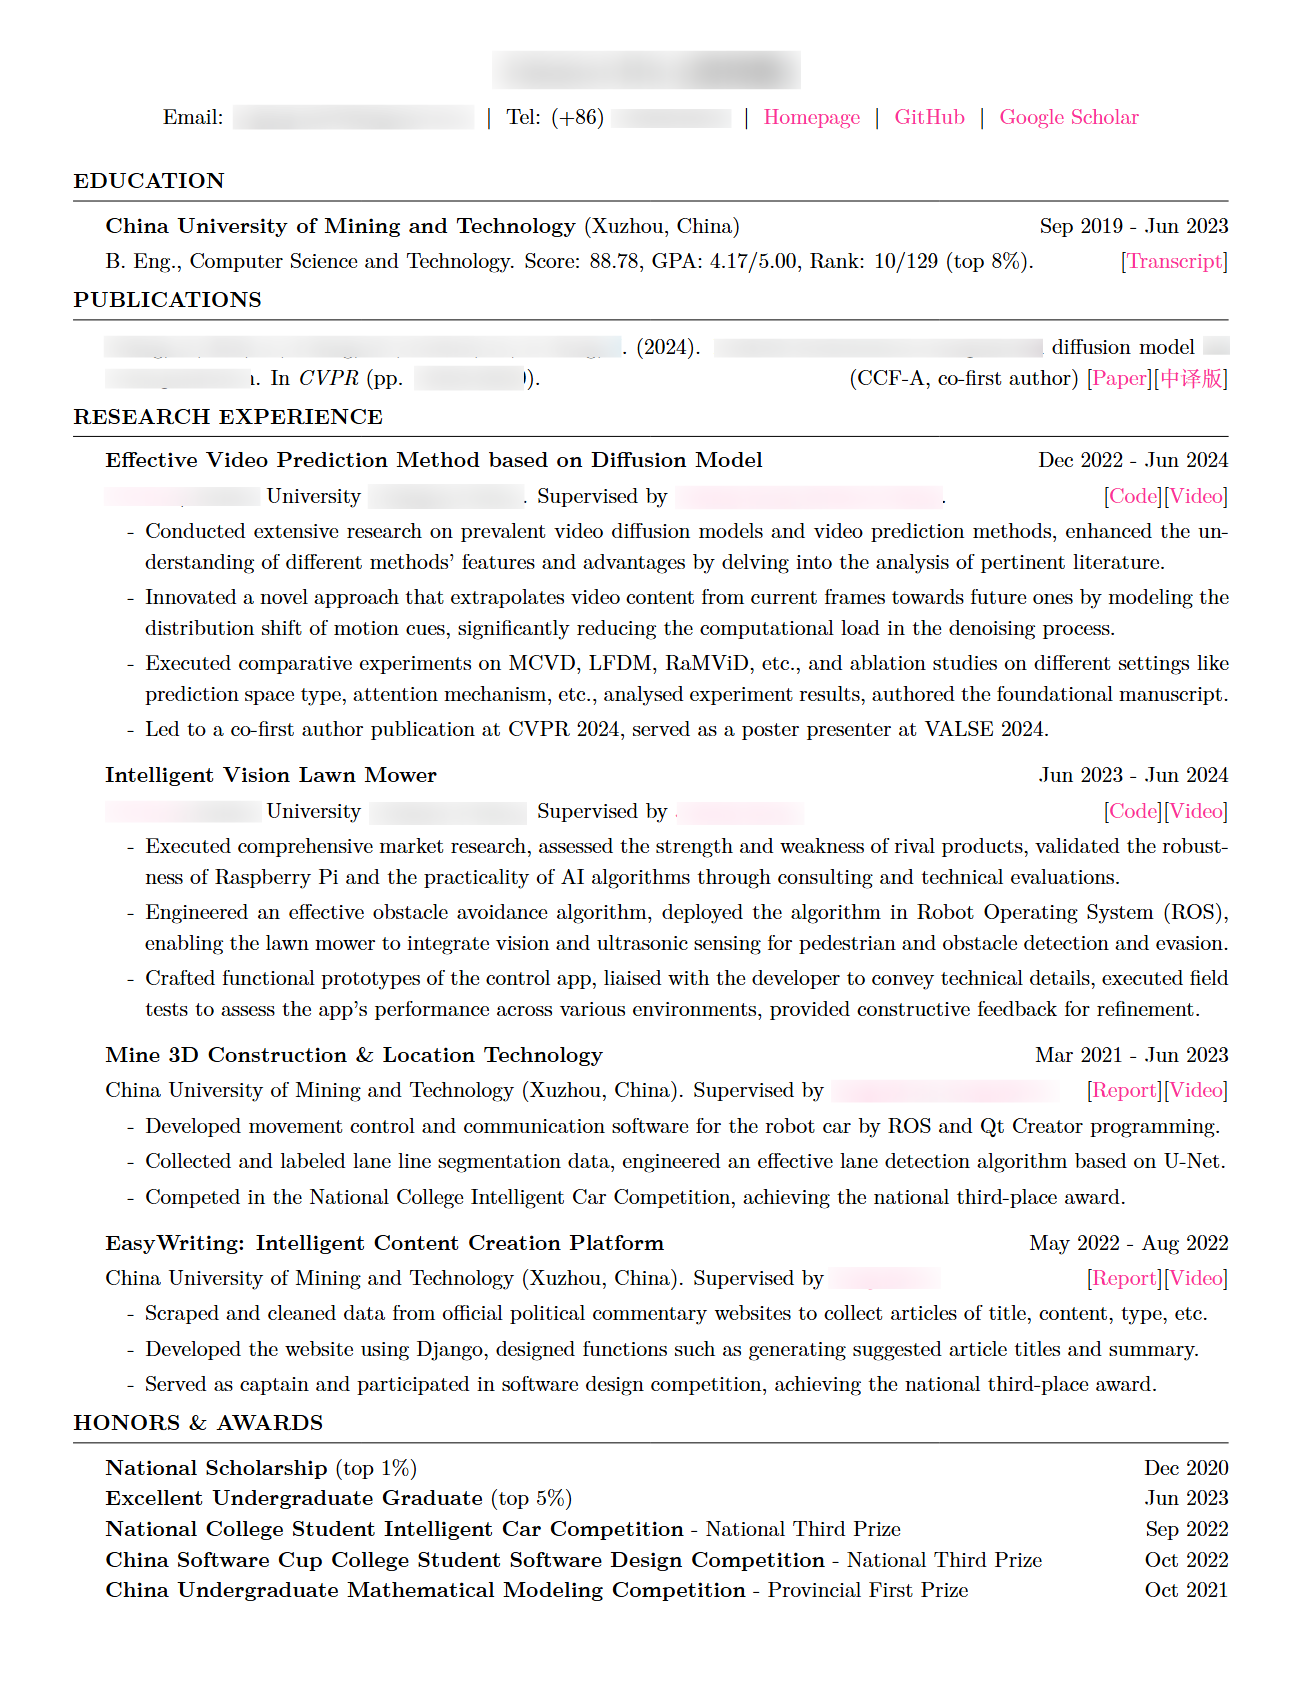 Email: | Tel: (+86) | Homepage | GitHub | Google Scholar
EDUCATION
China University of Mining and Technology (Xuzhou, China) Sep 2019 - Jun 2023
B. Eng., Computer Science and Technology. Score: 88.78, GPA: 4.17/5.00, Rank: 10/129 (top 8%). [Transcript]
PUBLICATIONS
. (2024). diffusion model
. In CVPR (pp. ). (CCF-A, co-first author) [Paper][中译版]
RESEARCH EXPERIENCE
Effective Video Prediction Method based on Diffusion Model Dec 2022 - Jun 2024
University . Supervised by . [Code][Video]
- Conducted extensive research on prevalent video diffusion models and video prediction methods, enhanced the un-
derstanding of different methods' features and advantages by delving into the analysis of pertinent literature.
- Innovated a novel approach that extrapolates video content from current frames towards future ones by modeling the
distribution shift of motion cues, significantly reducing the computational load in the denoising process.
- Executed comparative experiments on MCVD, LFDM, RaMViD, etc., and ablation studies on different settings like
prediction space type, attention mechanism, etc., analysed experiment results, authored the foundational manuscript.
- Led to a co-first author publication at CVPR 2024, served as a poster presenter at VALSE 2024.
Intelligent Vision Lawn Mower Jun 2023 - Jun 2024
University Supervised by [Code][Video]
- Executed comprehensive market research, assessed the strength and weakness of rival products, validated the robust-
ness of Raspberry Pi and the practicality of AI algorithms through consulting and technical evaluations.
- Engineered an effective obstacle avoidance algorithm, deployed the algorithm in Robot Operating System (ROS),
enabling the lawn mower to integrate vision and ultrasonic sensing for pedestrian and obstacle detection and evasion.
- Crafted functional prototypes of the control app, liaised with the developer to convey technical details, executed field
tests to assess the app's performance across various environments, provided constructive feedback for refinement.
Mine 3D Construction & Location Technology Mar 2021 - Jun 2023
China University of Mining and Technology (Xuzhou, China). Supervised by [Report][Video]
- Developed movement control and communication software for the robot car by ROS and Qt Creator programming.
- Collected and labeled lane line segmentation data, engineered an effective lane detection algorithm based on U-Net.
- Competed in the National College Intelligent Car Competition, achieving the national third-place award.
EasyWriting: Intelligent Content Creation Platform May 2022 - Aug 2022
China University of Mining and Technology (Xuzhou, China). Supervised by [Report][Video]
- Scraped and cleaned data from official political commentary websites to collect articles of title, content, type, etc.
- Developed the website using Django, designed functions such as generating suggested article titles and summary.
- Served as captain and participated in software design competition, achieving the national third-place award.
HONORS & AWARDS
National Scholarship (top 1%) Dec 2020
Excellent Undergraduate Graduate (top 5%) Jun 2023
National College Student Intelligent Car Competition - National Third Prize Sep 2022
China Software Cup College Student Software Design Competition - National Third Prize Oct 2022
China Undergraduate Mathematical Modeling Competition - Provincial First Prize Oct 2021